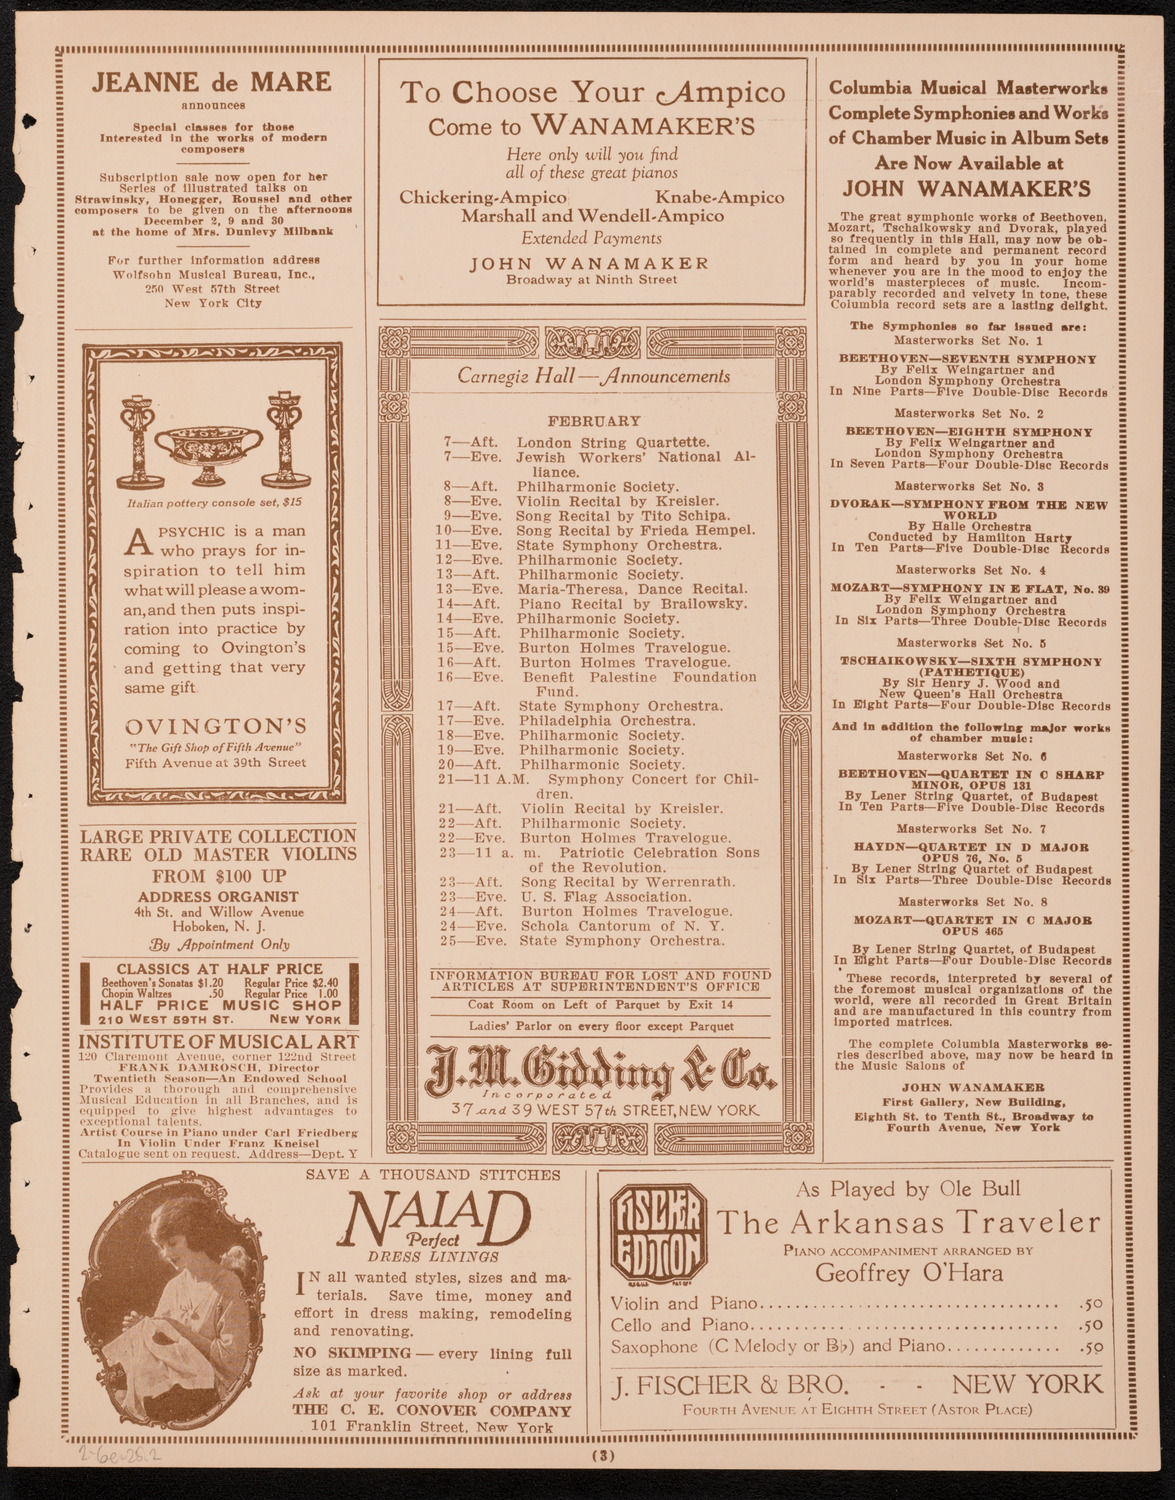 JEANNE de MARE
announces
Special classes for those
Interested in the works of modern
composers
Subscription sale now open for her
Series of illustrated talks on
Strawinsky, Honegger, Roussel and other
composers to be given on the afternoons
December 2, 9 and 30
at the home of Mrs. Dunlevy Milbank
For further information address
Wolfsohn Musical Bureau, Inc.,
250 West 57th Street
New York City
Italian pottery console set, $15
A PSYCHIC is a man
who prays for in-
spiration to tell him
what will please a wom-
an, and then puts inspi-
ration into practice by
coming to Ovington's
and getting that very
same gift.
OVINGTON'S
"The Gift Shop of Fifth Avenue"
Fifth Avenue at 39th Street
LARGE PRIVATE COLLECTION
RARE OLD MASTER VIOLINS
FROM $100 UP
ADDRESS ORGANIST
4th St. and Willow Avenue
Hoboken, N. J.
By Appointment Only
CLASSICS AT HALF PRICE
Beethoven's Sonatas $1.20 Regular Price $2.40
Chopin Waltzes .50 Regular Price 1.00
HALF PRICE MUSIC SHOP
210 WEST 59TH ST. NEW YORK
INSTITUTE OF MUSICAL ART
120 Claremont Avenue, corner 122nd Street
FRANK DAMROSCH, Director
Twentieth Season—An Endowed School
Provides a thorough and comprehensive
Musical Education in all Branches, and is
equipped to give highest advantages to
exceptional talents.
Artist Course in Piano under Carl Friedberg
In Violin Under Franz Kneisel
Catalogue sent on request. Address—Dept. Y
To Choose Your Ampico
Come to WANAMAKER'S
Here only will you find
all of these great pianos
Chickering-Ampico Knabe-Ampico
Marshall and Wendell-Ampico
Extended Payments
JOHN WANAMAKER
Broadway at Ninth Street
Carnegie Hall—Announcements
FEBRUARY
7—Aft. London String Quartette.
7—Eve. Jewish Workers' National Al-
liance.
8—Aft. Philharmonic Society.
8—Eve. Violin Recital by Kreisler.
9—Eve. Song Recital by Tito Schipa.
10—Eve. Song Recital by Frieda Hempel.
11—Eve. State Symphony Orchestra.
12—Eve. Philharmonic Society.
13—Aft. Philharmonic Society.
13—Eve. Maria-Theresa, Dance Recital.
14—Aft. Piano Recital by Brailowsky.
14—Eve. Philharmonic Society.
15—Aft. Philharmonic Society.
15—Eve. Burton Holmes Travelogue.
16—Aft. Burton Holmes Travelogue.
16—Eve. Benefit Palestine Foundation
Fund.
17—Aft. State Symphony Orchestra.
17—Eve. Philadelphia Orchestra.
18—Eve. Philharmonic Society.
19—Eve. Philharmonic Society.
20—Aft. Philharmonic Society.
21—11 A.M. Symphony Concert for Chil-
dren.
21—Aft. Violin Recital by Kreisler.
22—Aft. Philharmonic Society.
22—Eve. Burton Holmes Travelogue.
23—11 a. m. Patriotic Celebration Sons
of the Revolution.
23—Aft. Song Recital by Werrenrath.
23—Eve. U. S. Flag Association.
24—Aft. Burton Holmes Travelogue.
24—Eve. Schola Cantorum of N. Y.
25—Eve. State Symphony Orchestra.
INFORMATION BUREAU FOR LOST AND FOUND
ARTICLES AT SUPERINTENDENT'S OFFICE
Coat Room on Left of Parquet by Exit 14
Ladies' Parlor on every floor except Parquet
J. M. Gidding & Co.
Incorporated
37 and 39 WEST 57th STREET, NEW YORK
Columbia Musical Masterworks
Complete Symphonies and Works
of Chamber Music in Album Sets
Are Now Available at
JOHN WANAMAKER'S
The great symphonic works of Beethoven,
Mozart, Tschaikowsky and Dvorak, played
so frequently in this Hall, may now be ob-
tained in complete and permanent record
form and heard by you in your home
whenever you are in the mood to enjoy the
world's masterpieces of music. Incom-
parably recorded and velvety in tone, these
Columbia record sets are a lasting delight.
The Symphonies so far issued are:
Masterworks Set No. 1
BEETHOVEN—SEVENTH SYMPHONY
By Felix Weingartner and
London Symphony Orchestra
In Nine Parts—Five Double-Disc Records
Masterworks Set No. 2
BEETHOVEN—EIGHTH SYMPHONY
By Felix Weingartner and
London Symphony Orchestra
In Seven Parts—Four Double-Disc Records
Masterworks Set No. 3
DVORAK—SYMPHONY FROM THE NEW
WORLD
By Halle Orchestra
Conducted by Hamilton Harty
In Ten Parts—Five Double-Disc Records
Masterworks Set No. 4
MOZART—SYMPHONY IN E FLAT, No. 39
By Felix Weingartner and
London Symphony Orchestra
In Six Parts—Three Double-Disc Records
Masterworks Set No. 5
TSCHAIKOWSKY—SIXTH SYMPHONY
(PATHETIQUE)
By Sir Henry J. Wood and
New Queen's Hall Orchestra
In Eight Parts—Four Double-Disc Records
And in addition the following major works
of chamber music:
Masterworks Set No. 6
BEETHOVEN—QUARTET IN C SHARP
MINOR, OPUS 131
By Lener String Quartet, of Budapest
In Ten Parts—Five Double-Disc Records
Masterworks Set No. 7
HAYDN—QUARTET IN D MAJOR
OPUS 76, No. 5
By Lener String Quartet of Budapest
In Six Parts—Three Double-Disc Records
Masterworks Set No. 8
MOZART—QUARTET IN C MAJOR
OPUS 465
By Lener String Quartet, of Budapest
In Eight Parts—Four Double-Disc Records
These records, interpreted by several of
the foremost musical organizations of the
world, were all recorded in Great Britain
and are manufactured in this country from
imported matrices.
The complete Columbia Masterworks se-
ries described above, may now be heard in
the Music Salons of
JOHN WANAMAKER
First Gallery, New Building,
Eighth St. to Tenth St., Broadway to
Fourth Avenue, New York
SAVE A THOUSAND STITCHES
NAIAD
Perfect
DRESS LININGS
IN all wanted styles, sizes and ma-
terials. Save time, money and
effort in dress making, remodeling
and renovating.
NO SKIMPING—every lining full
size as marked.
Ask at your favorite shop or address
THE C. E. CONOVER COMPANY
101 Franklin Street, New York
FISCHER
EDITION
As Played by Ole Bull
The Arkansas Traveler
PIANO ACCOMPANIMENT ARRANGED BY
Geoffrey O'Hara
Violin and Piano.................................... .50
Cello and Piano..................................... .50
Saxophone (C Melody or B♭) and Piano............. .50
J. FISCHER & BRO. - - NEW YORK
FOURTH AVENUE AT EIGHTH STREET (ASTOR PLACE)
(3)